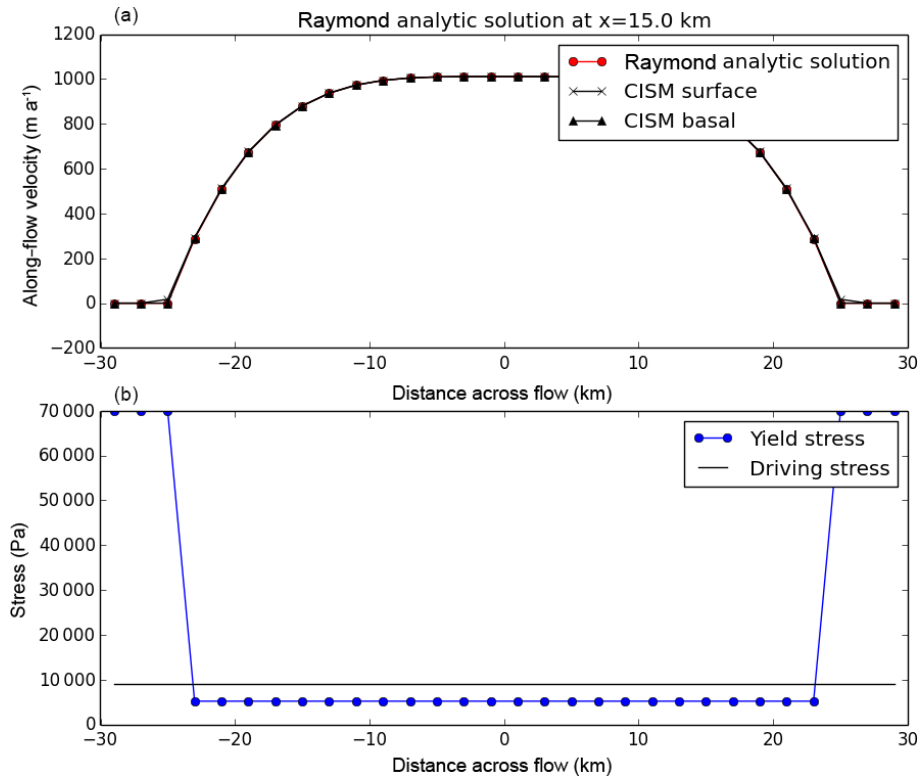 (a)
Raymond analytic solution at x=15.0 km
1200
1000
800
600
400
200
0
−200
Along–flow velocity (m a⁻¹)
Raymond analytic solution
CISM surface
CISM basal
−30 −20 −10 0 10 20 30
Distance across flow (km)
(b)
70 000
60 000
50 000
40 000
30 000
20 000
10 000
0
Stress (Pa)
Yield stress
Driving stress
−30 −20 −10 0 10 20 30
Distance across flow (km)